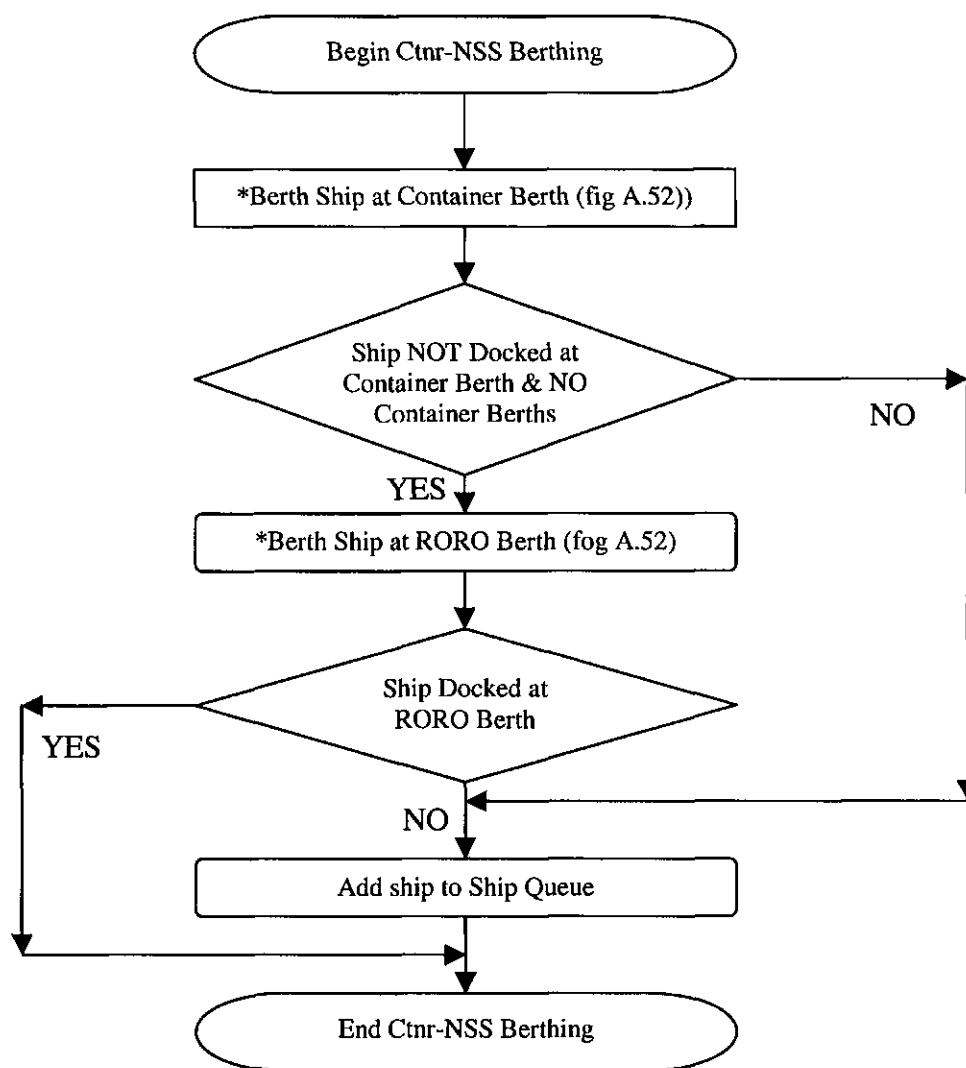 Begin Ctnr-NSS Berthing
*Berth Ship at Container Berth (fig A.52))
Ship NOT Docked at
Container Berth & NO
Container Berths
NO
YES
*Berth Ship at RORO Berth (fog A.52)
Ship Docked at
RORO Berth
YES
NO
Add ship to Ship Queue
End Ctnr-NSS Berthing